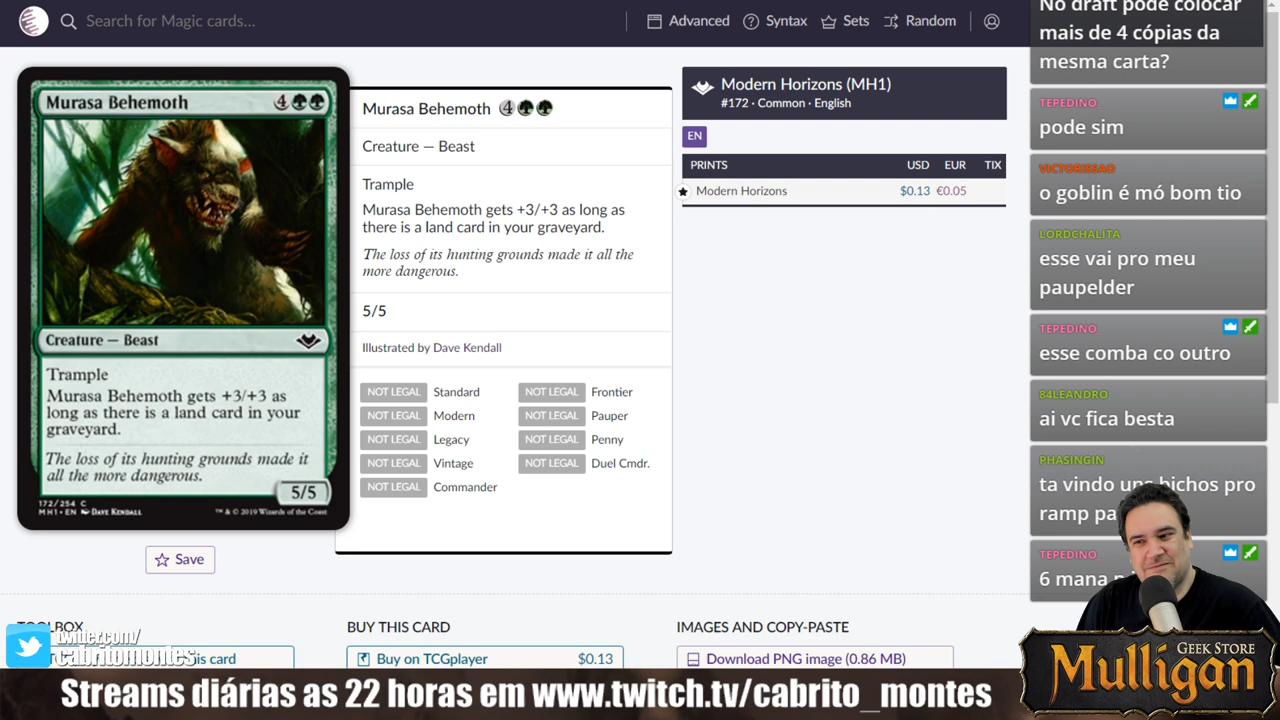 Search for Magic cards...
Advanced
Syntax
Sets
Random
Murasa Behemoth 4
Creature — Beast
Trample
Murasa Behemoth gets +3/+3 as
long as there is a land card in your
graveyard.
The loss of its hunting grounds made it
all the more dangerous.
5/5
172/254 C
MH1 • EN DAVE KENDALL
™ & © 2019 Wizards of the Coast
Save
Murasa Behemoth 4
Creature — Beast
Trample
Murasa Behemoth gets +3/+3 as long as
there is a land card in your graveyard.
The loss of its hunting grounds made it all the
more dangerous.
5/5
Illustrated by Dave Kendall
NOT LEGAL Standard NOT LEGAL Frontier
NOT LEGAL Modern NOT LEGAL Pauper
NOT LEGAL Legacy NOT LEGAL Penny
NOT LEGAL Vintage NOT LEGAL Duel Cmdr.
NOT LEGAL Commander
Modern Horizons (MH1)
#172 · Common · English
EN
PRINTS USD EUR TIX
Modern Horizons $0.13 €0.05
No draft pode colocar
mais de 4 cópias da
mesma carta?
TEPEDINO
pode sim
VICTORISSAO
o goblin é mó bom tio
LORDCHALITA
esse vai pro meu
paupelder
TEPEDINO
esse comba co outro
84LEANDRO
ai vc fica besta
PHASINGIN
ta vindo uns bichos pro
ramp
TEPEDINO
6 mana
TOOLBOX
card
BUY THIS CARD
Buy on TCGplayer $0.13
IMAGES AND COPY-PASTE
Download PNG image (0.86 MB)
twitter.com/
cabritomontes
Streams diárias as 22 horas em www.twitch.tv/cabrito_montes
GEEK STORE
Mulligan